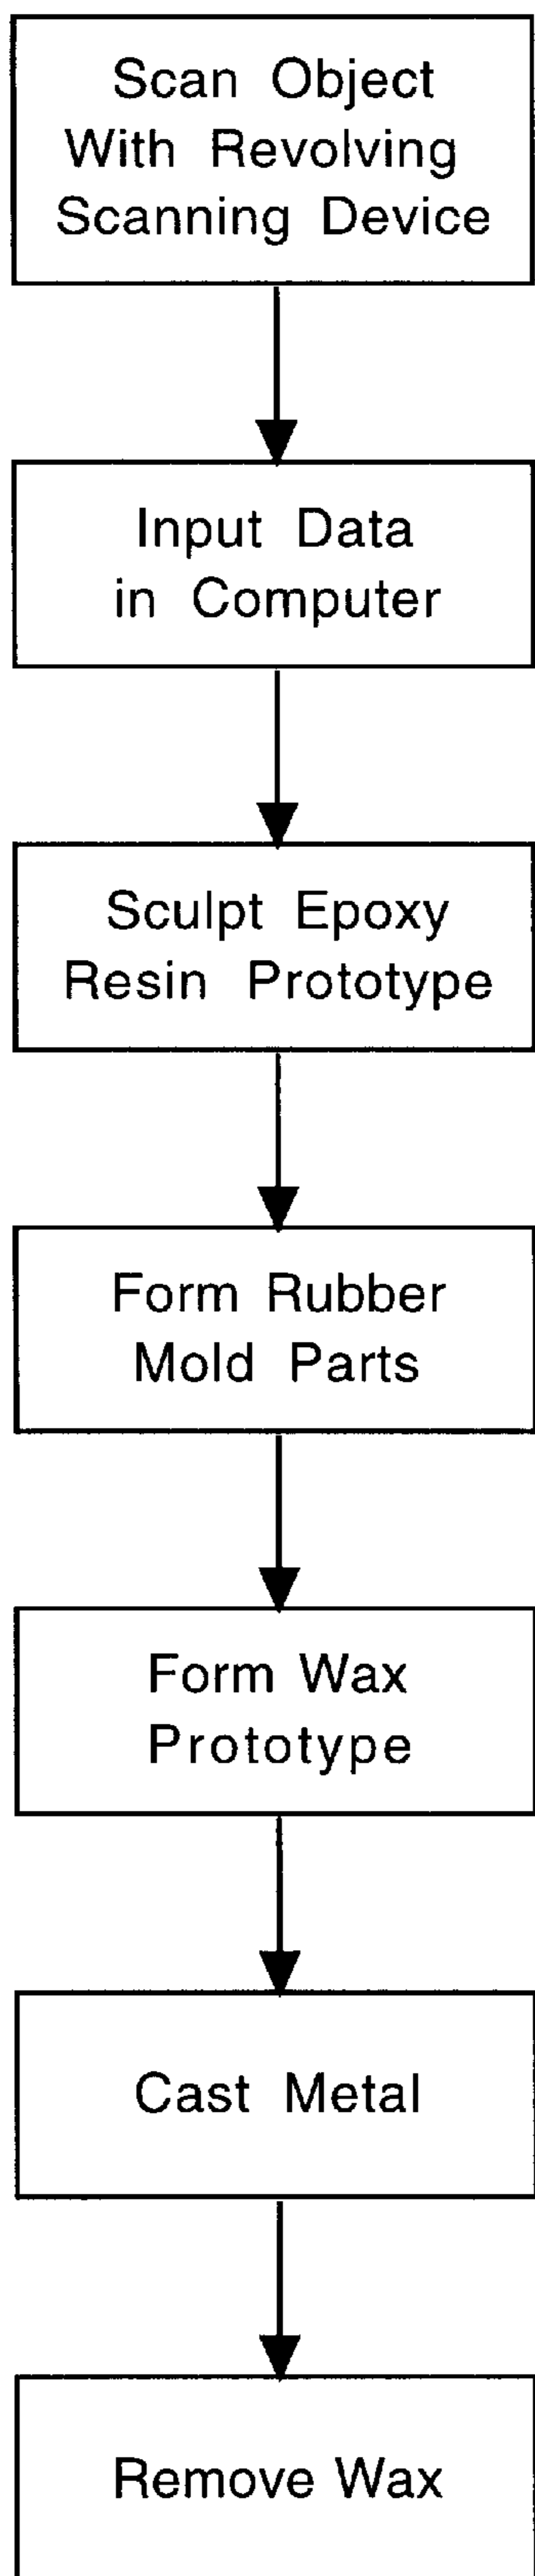 Scan Object
With Revolving
Scanning Device
Input Data
in Computer
Sculpt Epoxy
Resin Prototype
Form Rubber
Mold Parts
Form Wax
Prototype
Cast Metal
Remove Wax